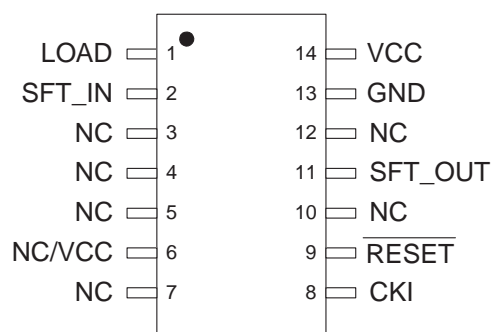 LOAD 1 14 VCC
SFT_IN 2 13 GND
NC 3 12 NC
NC 4 11 SFT_OUT
NC 5 10 NC
NC/VCC 6 9 RESET
NC 7 8 CKI